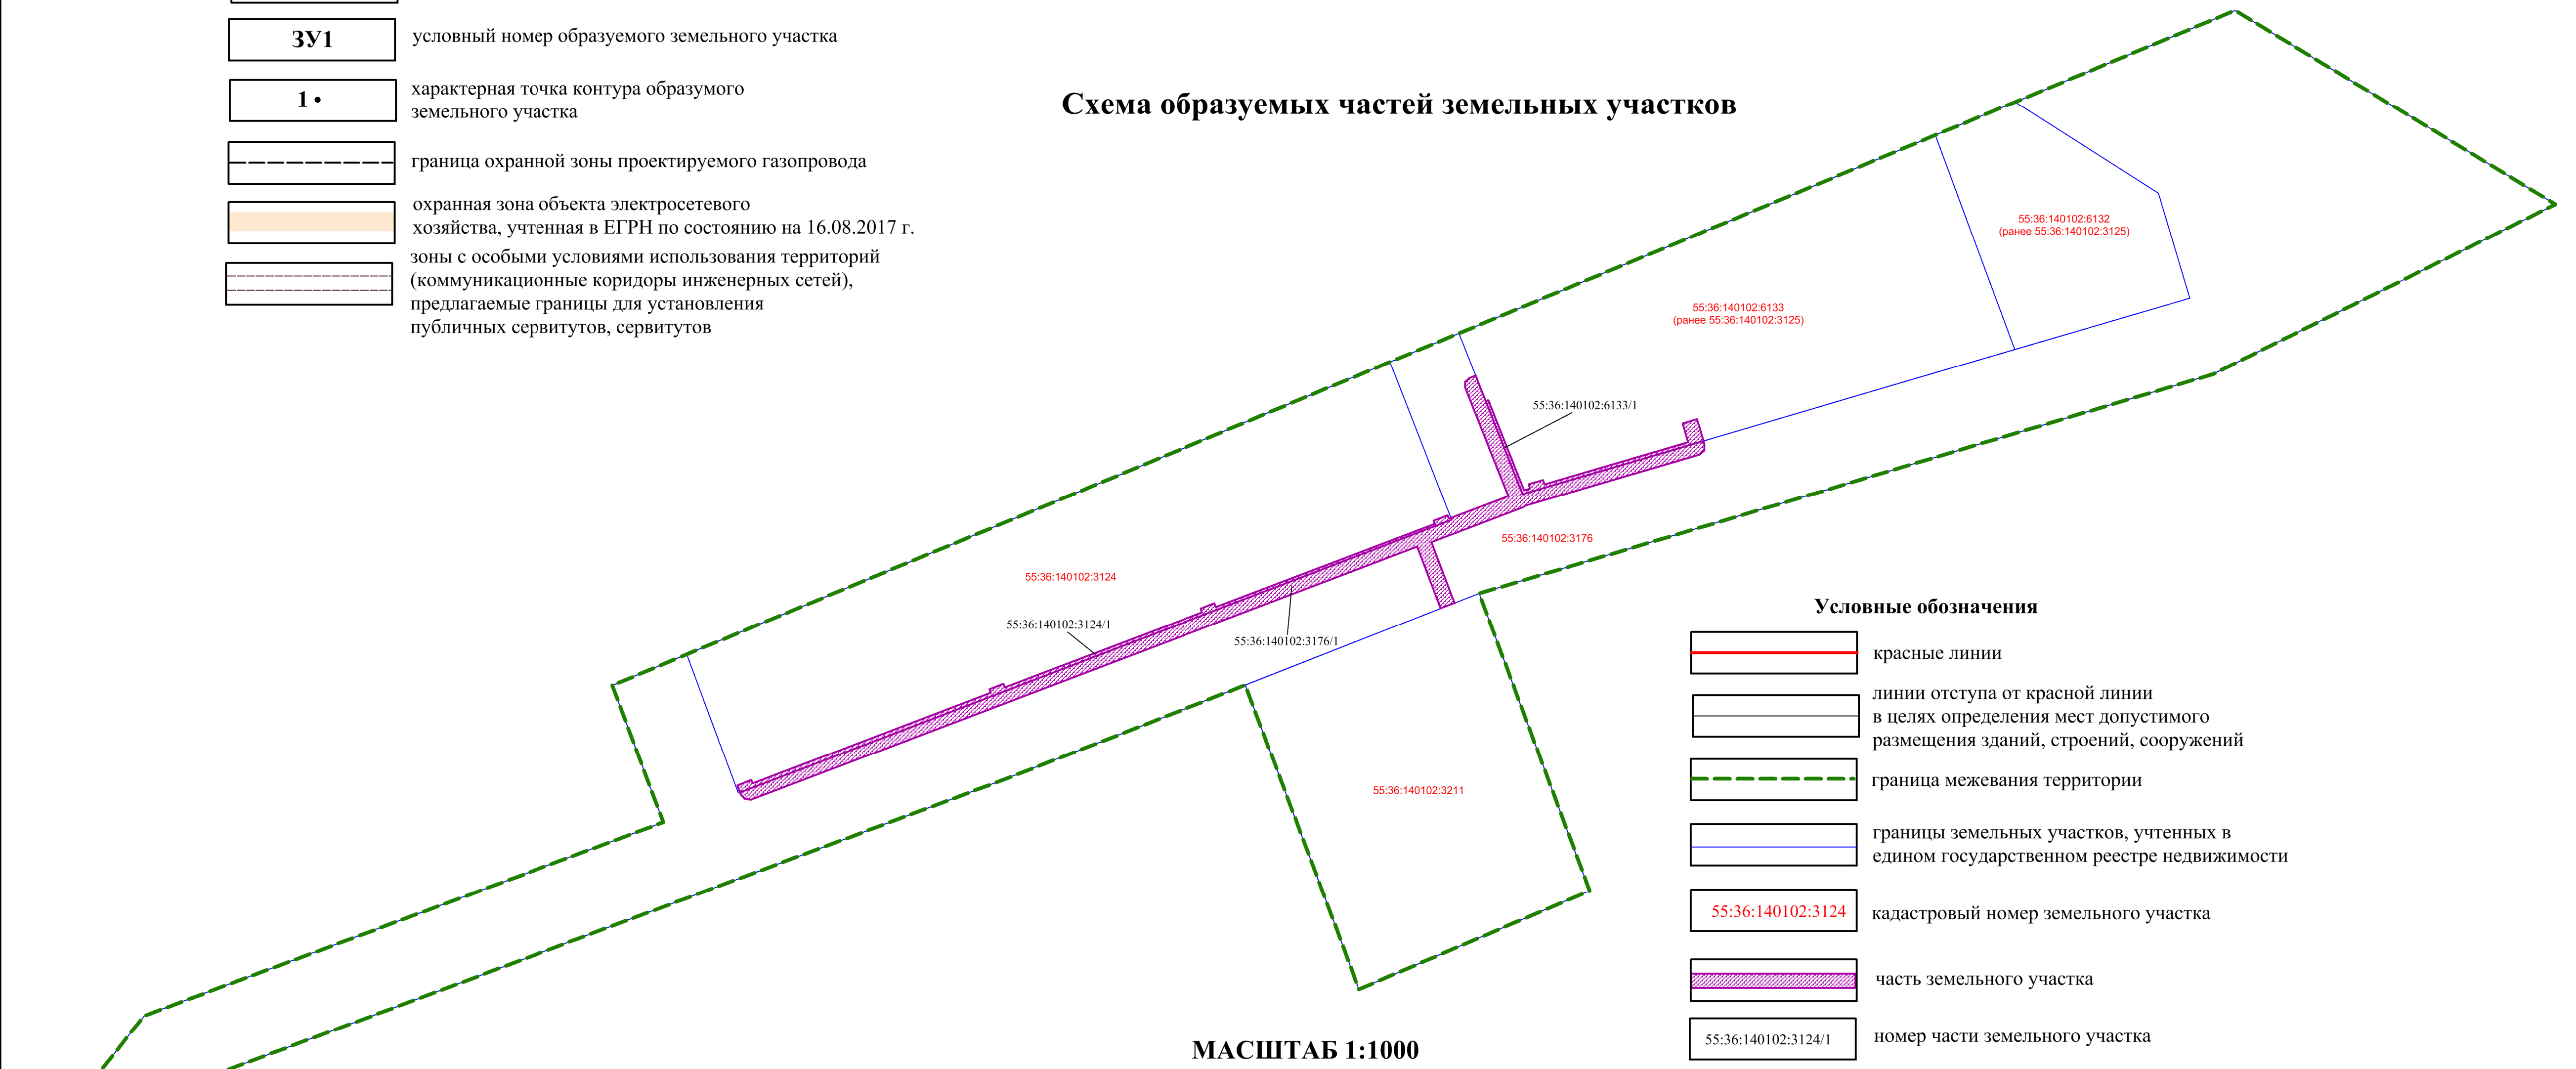 ЗУ1
условный номер образуемого земельного участка
1 •
характерная точка контура образумого
земельного участка
граница охранной зоны проектируемого газопровода
охранная зона объекта электросетевого
хозяйства, учтенная в ЕГРН по состоянию на 16.08.2017 г.
зоны с особыми условиями использования территорий
(коммуникационные коридоры инженерных сетей),
предлагаемые границы для установления
публичных сервитутов, сервитутов
Схема образуемых частей земельных участков
55:36:140102:6132
(ранее 55:36:140102:3125)
55:36:140102:6133
(ранее 55:36:140102:3125)
55:36:140102:6133/1
55:36:140102:3176
55:36:140102:3124
55:36:140102:3124/1
55:36:140102:3176/1
55:36:140102:3211
МАСШТАБ 1:1000
Условные обозначения
красные линии
линии отступа от красной линии
в целях определения мест допустимого
размещения зданий, строений, сооружений
граница межевания территории
границы земельных участков, учтенных в
едином государственном реестре недвижимости
55:36:140102:3124
кадастровый номер земельного участка
часть земельного участка
55:36:140102:3124/1
номер части земельного участка